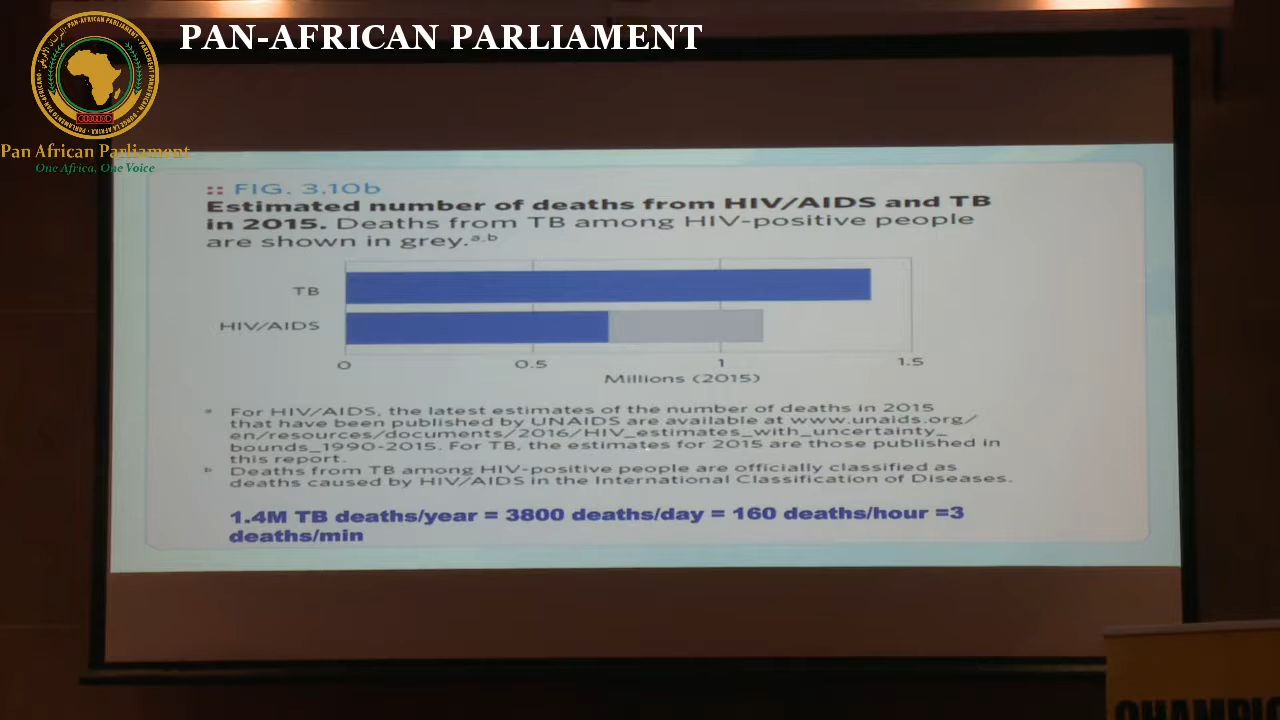 PAN-AFRICAN PARLIAMENT
Pan African Parliament
One Africa, One Voice
FIG. 3.10b
Estimated number of deaths from HIV/AIDS and TB
in 2015. Deaths from TB among HIV-positive people
are shown in grey.a,b
TB
HIV/AIDS
0 0.5 1 1.5
Millions (2015)
a For HIV/AIDS, the latest estimates of the number of deaths in 2015
that have been published by UNAIDS are available at www.unaids.org/
en/resources/documents/2016/HIV_estimates_with_uncertainty_
bounds_1990-2015. For TB, the estimates for 2015 are those published in
this report.
b Deaths from TB among HIV-positive people are officially classified as
deaths caused by HIV/AIDS in the International Classification of Diseases.
1.4M TB deaths/year = 3800 deaths/day = 160 deaths/hour =3
deaths/min